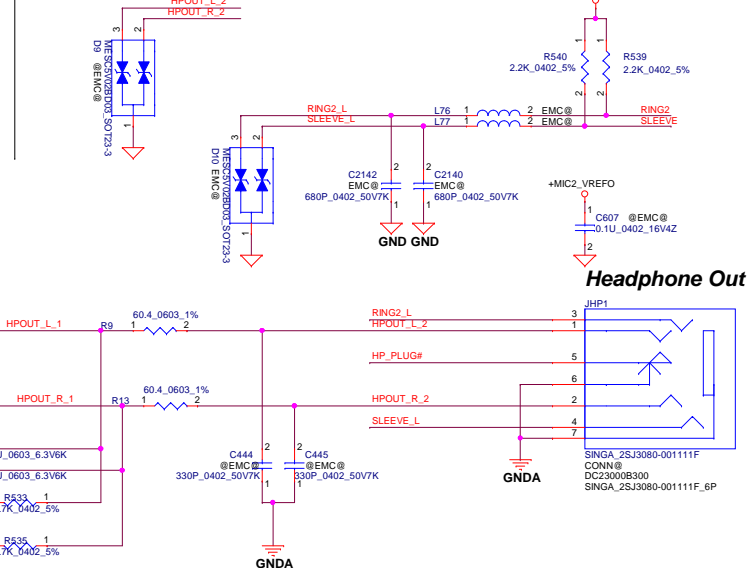 HPOUT_L_2
HPOUT_R_2
3
2
D9
@EMC@
MESC5V02BD03_SOT23-3
1
R540
2.2K_0402_5%
1
2
R539
2.2K_0402_5%
1
2
RING2_L
SLEEVE_L
L76
L77
1
1
2
2
EMC@
EMC@
RING2
SLEEVE
3
2
D10
EMC@
MESC5V02BD03_SOT23-3
1
C2142
EMC@
680P_0402_50V7K
2
1
C2140
EMC@
680P_0402_50V7K
2
1
GND
GND
+MIC2_VREFO
1
C607
@EMC@
0.1U_0402_16V4Z
2
Headphone Out
JHP1
HPOUT_L_1
R9
1
60.4_0603_1%
2
RING2_L
3
HPOUT_L_2
1
HP_PLUG#
5
6
HPOUT_R_1
R13
1
60.4_0603_1%
2
HPOUT_R_2
2
SLEEVE_L
4
7
_0603_6.3V6K
_0603_6.3V6K
C444
@EMC@
330P_0402_50V7K
2
1
C445
@EMC@
330P_0402_50V7K
2
1
SINGA_2SJ3080-001111F
CONN@
DC23000B300
SINGA_2SJ3080-001111F_6P
GNDA
R533
1
7K_0402_5%
R535
1
7K_0402_5%
GNDA